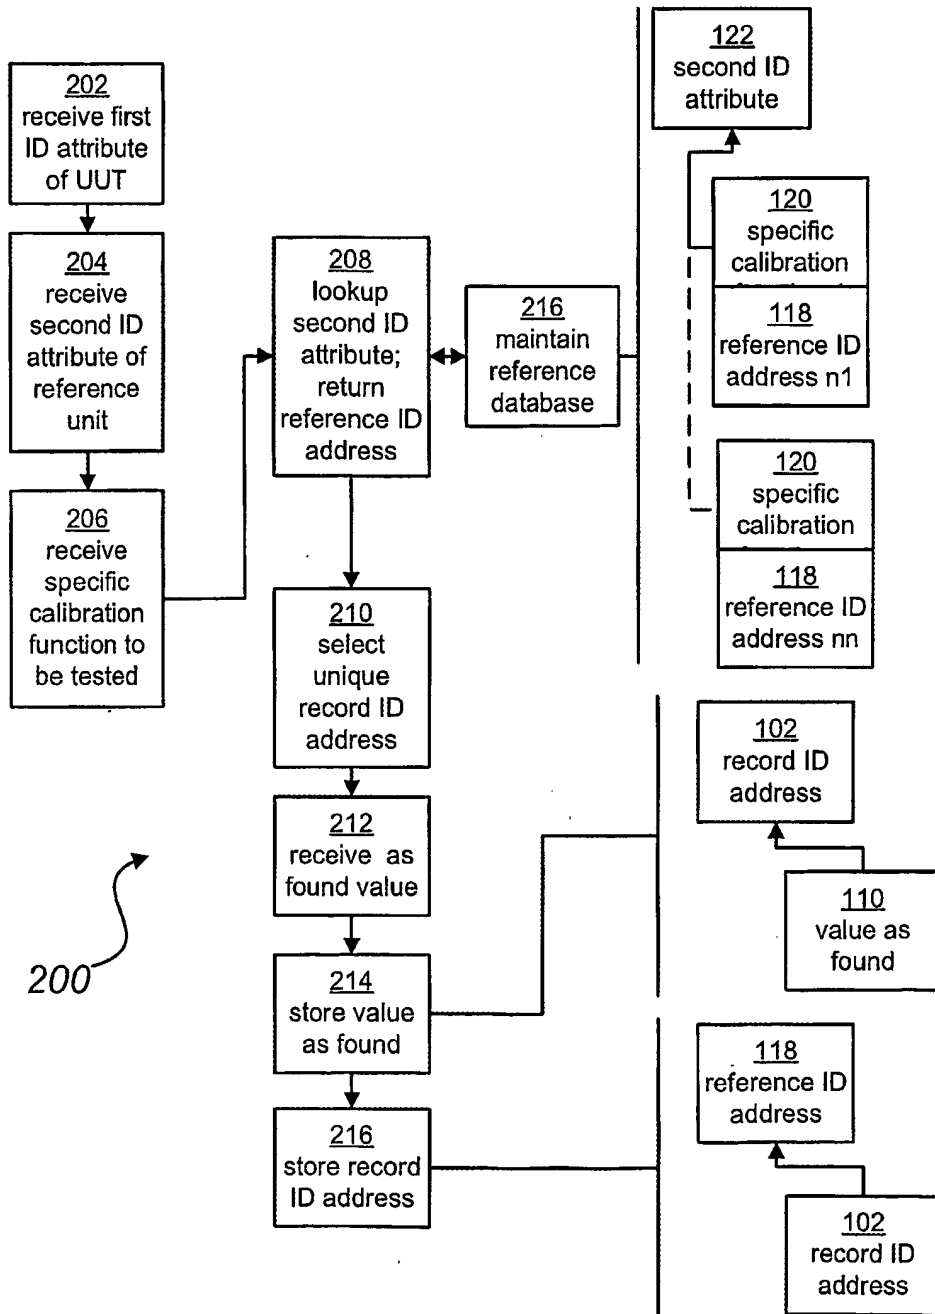 202
receive first
ID attribute
of UUT
204
receive
second ID
attribute of
reference
unit
206
receive
specific
calibration
function to
be tested
208
lookup
second ID
attribute;
return
reference ID
address
216
maintain
reference
database
210
select
unique
record ID
address
212
receive as
found value
214
store value
as found
216
store record
ID address
122
second ID
attribute
120
specific
calibration
118
reference ID
address n1
120
specific
calibration
118
reference ID
address nn
102
record ID
address
110
value as
found
118
reference ID
address
102
record ID
address
200